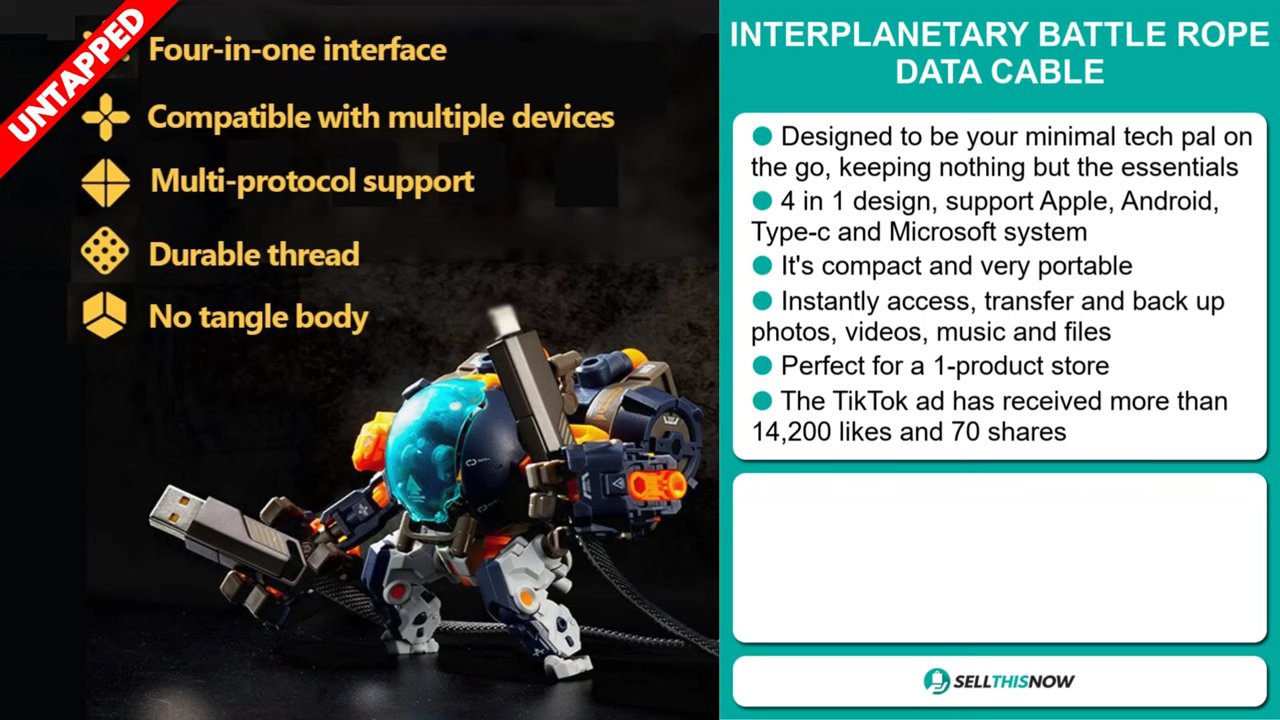 UNTAPPED
Four-in-one interface
Compatible with multiple devices
Multi-protocol support
Durable thread
No tangle body
INTERPLANETARY BATTLE ROPE
DATA CABLE
● Designed to be your minimal tech pal on
the go, keeping nothing but the essentials
● 4 in 1 design, support Apple, Android,
Type-c and Microsoft system
● It's compact and very portable
● Instantly access, transfer and back up
photos, videos, music and files
● Perfect for a 1-product store
● The TikTok ad has received more than
14,200 likes and 70 shares
SELLTHISNOW